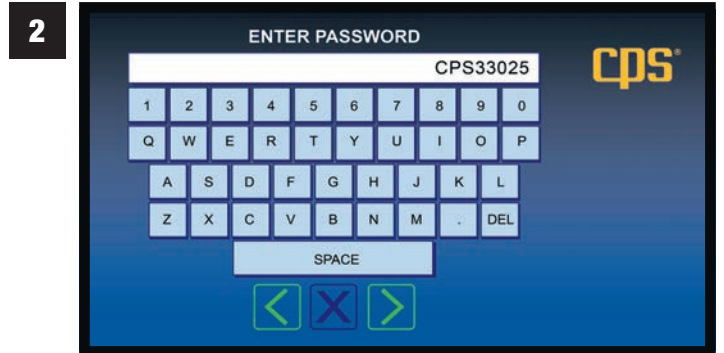 2
ENTER PASSWORD
cps®
CPS33025
1 2 3 4 5 6 7 8 9 0
Q W E R T Y U I O P
A S D F G H J K L
Z X C V B N M . DEL
SPACE
< X >